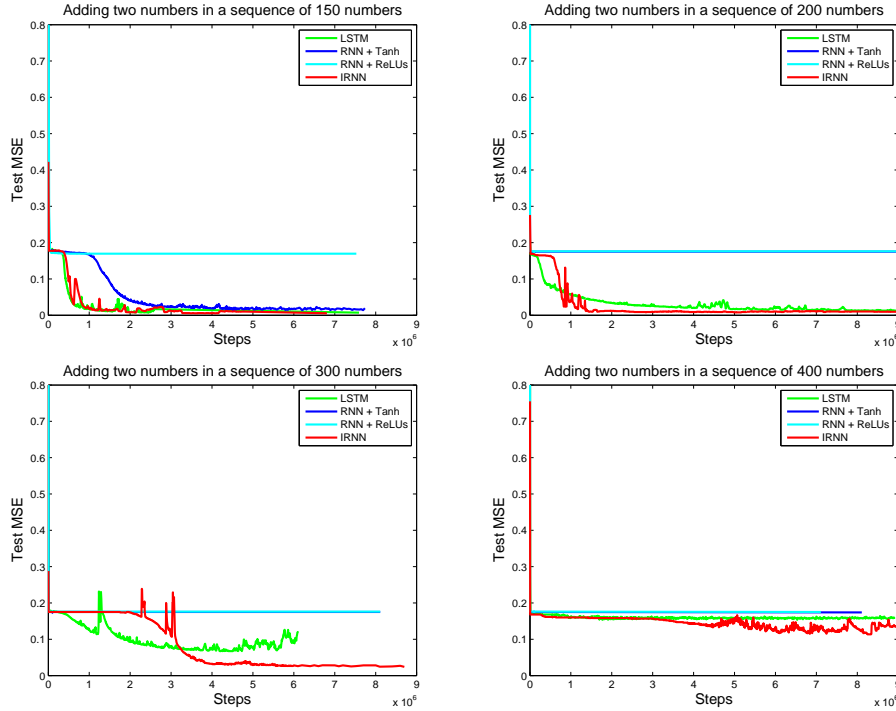 Adding two numbers in a sequence of 150 numbers
0.8
0.7
0.6
0.5
0.4
0.3
0.2
0.1
0
Test MSE
LSTM
RNN + Tanh
RNN + ReLUs
IRNN
0 1 2 3 4 5 6 7 8 9
Steps
x 10^6
Adding two numbers in a sequence of 200 numbers
0.8
0.7
0.6
0.5
0.4
0.3
0.2
0.1
0
Test MSE
LSTM
RNN + Tanh
RNN + ReLUs
IRNN
0 1 2 3 4 5 6 7 8 9
Steps
x 10^6
Adding two numbers in a sequence of 300 numbers
0.8
0.7
0.6
0.5
0.4
0.3
0.2
0.1
0
Test MSE
LSTM
RNN + Tanh
RNN + ReLUs
IRNN
0 1 2 3 4 5 6 7 8 9
Steps
x 10^6
Adding two numbers in a sequence of 400 numbers
0.8
0.7
0.6
0.5
0.4
0.3
0.2
0.1
0
Test MSE
LSTM
RNN + Tanh
RNN + ReLUs
IRNN
0 1 2 3 4 5 6 7 8 9
Steps
x 10^6